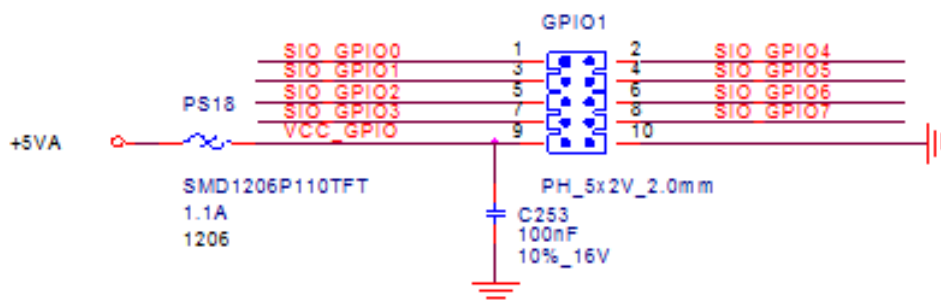 GPIO1
SIO_GPIO0 1 2 SIO_GPIO4
SIO_GPIO1 3 4 SIO_GPIO5
SIO_GPIO2 5 6 SIO_GPIO6
PS18 SIO_GPIO3 7 8 SIO_GPIO7
+5VA VCC_GPIO 9 10
SMD1206P110TFT PH_5x2V_2.0mm
1.1A C253
1206 100nF
10%_16V